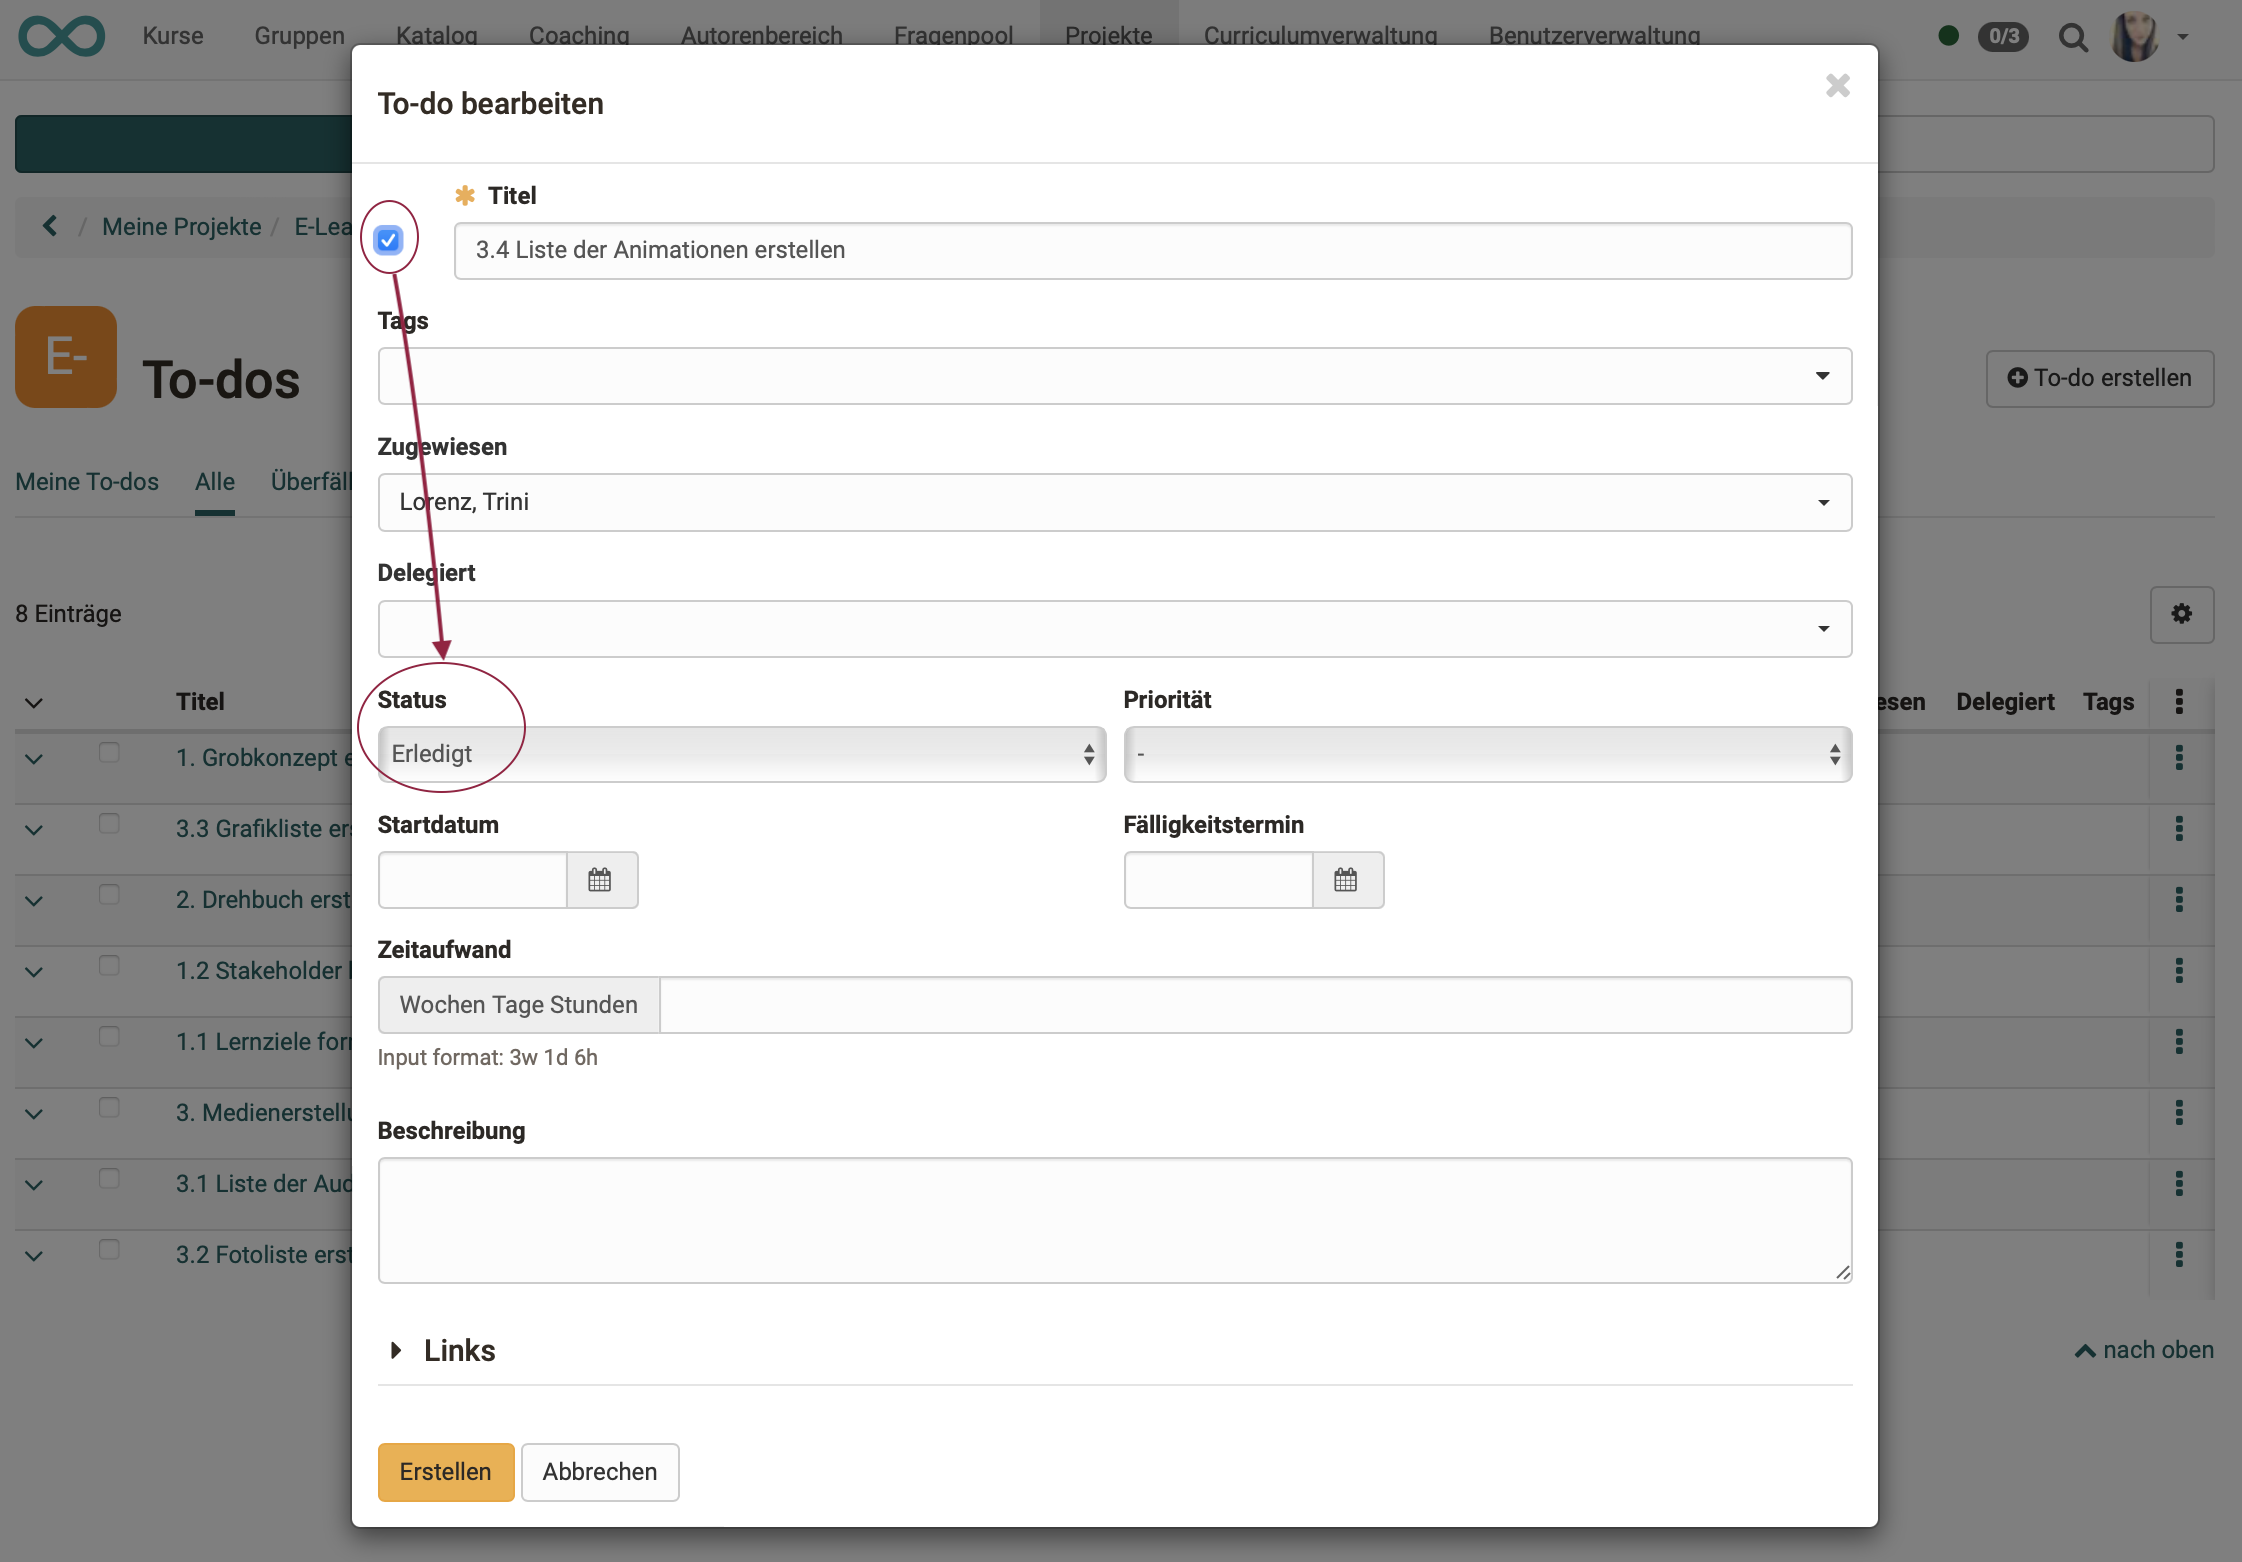 Kurse Gruppen Katalog Coaching Autorenbereich Fragenpool Projekte Curriculumverwaltung Benutzerverwaltung 0/3
To-do bearbeiten
/ Meine Projekte / E-Lea
Titel
3.4 Liste der Animationen erstellen
E-
To-dos
To-do erstellen
Tags
Zugewiesen
Lorenz, Trini
Meine To-dos Alle Überfäll
Delegiert
8 Einträge
Status
Erledigt
Priorität
-
Titel esen Delegiert Tags
1. Grobkonzept e
3.3 Grafikliste ers
2. Drehbuch erst
1.2 Stakeholder
1.1 Lernziele for
3. Medienerstellu
3.1 Liste der Aud
3.2 Fotoliste erst
Startdatum
Fälligkeitstermin
Zeitaufwand
Wochen Tage Stunden
Input format: 3w 1d 6h
Beschreibung
Links
nach oben
Erstellen Abbrechen